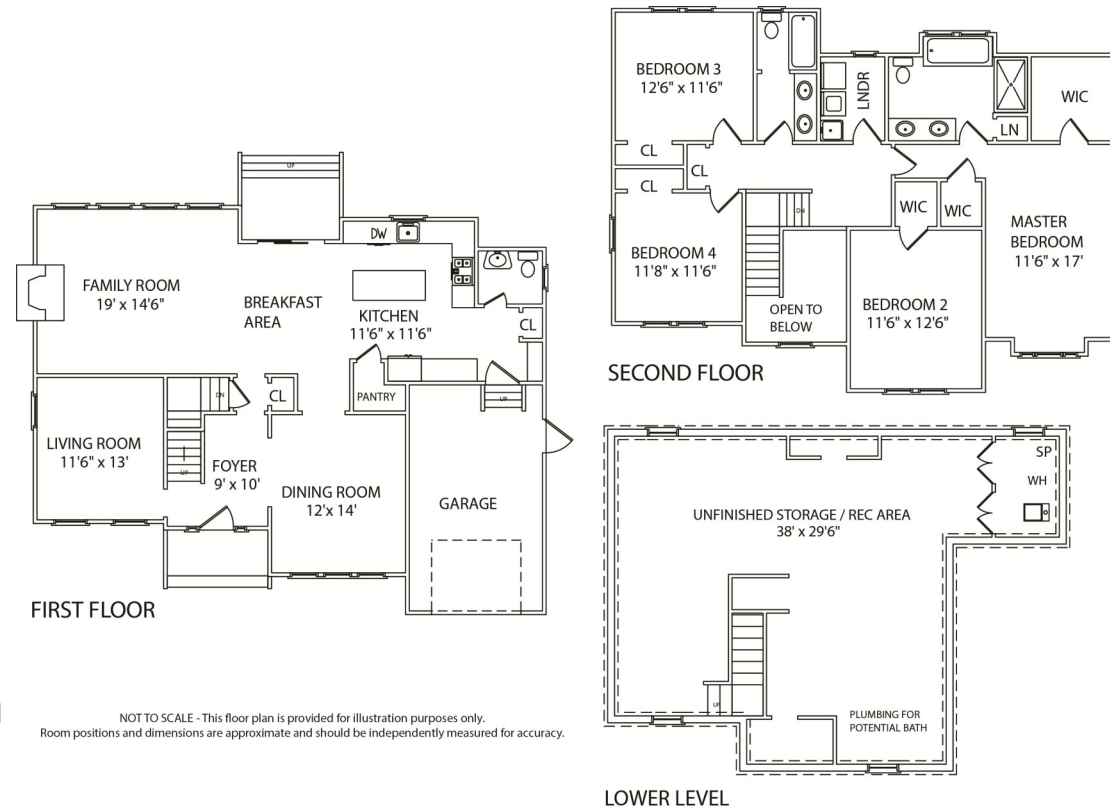 UP
DW
FAMILY ROOM
19' x 14'6"
BREAKFAST
AREA
KITCHEN
11'6" x 11'6"
CL
PANTRY
UP
DN
CL
LIVING ROOM
11'6" x 13'
UP
FOYER
9' x 10'
DINING ROOM
12'x 14'
GARAGE
FIRST FLOOR
BEDROOM 3
12'6" x 11'6"
LNDR
WIC
LN
CL
CL
CL
DN
WIC
WIC
MASTER
BEDROOM
11'6" x 17'
BEDROOM 4
11'8" x 11'6"
OPEN TO
BELOW
BEDROOM 2
11'6" x 12'6"
SECOND FLOOR
SP
WH
UNFINISHED STORAGE / REC AREA
38' x 29'6"
UP
PLUMBING FOR
POTENTIAL BATH
LOWER LEVEL
NOT TO SCALE - This floor plan is provided for illustration purposes only.
Room positions and dimensions are approximate and should be independently measured for accuracy.